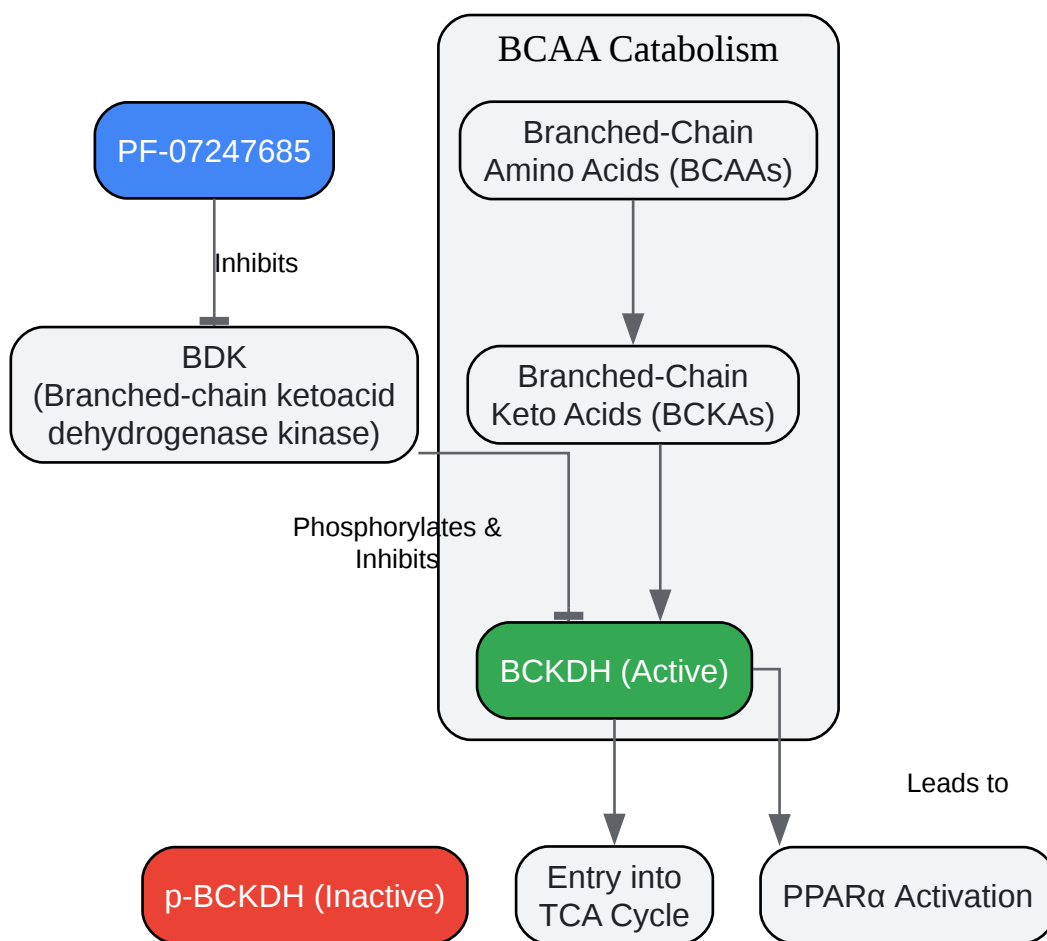 BCAA Catabolism
PF-07247685
Branched-Chain
Amino Acids (BCAAs)
Inhibits
BDK
(Branched-chain ketoacid
dehydrogenase kinase)
Branched-Chain
Keto Acids (BCKAs)
Phosphorylates &
Inhibits
BCKDH (Active)
Leads to
p-BCKDH (Inactive)
Entry into
TCA Cycle
PPARα Activation